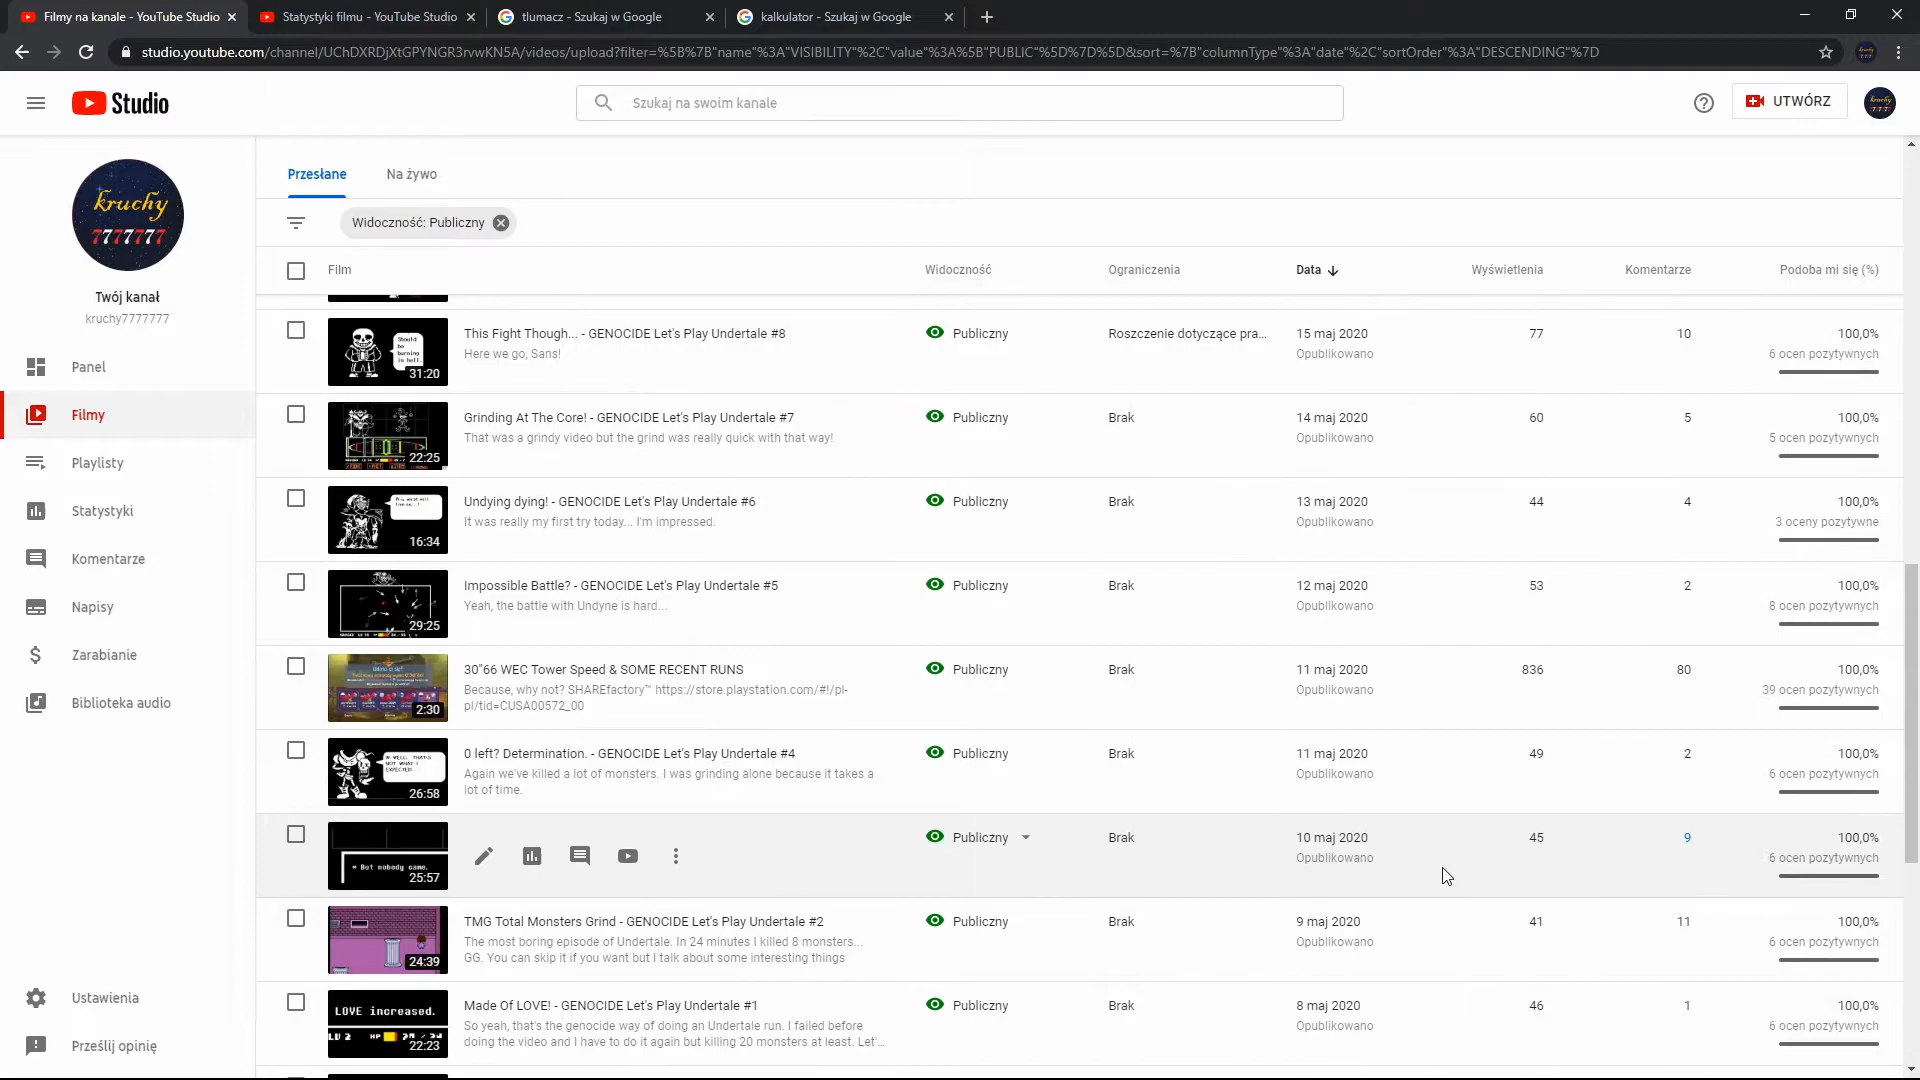 Filmy na kanale - YouTube Studio
Statystyki filmu - YouTube Studio
tlumacz - Szukaj w Google
kalkulator - Szukaj w Google
studio.youtube.com/channel/UChDXRDjXtGPYNGR3rvwKN5A/videos/upload?filter=%5B%7B"name"%3A"VISIBILITY"%2C"value"%3A%5B"PUBLIC"%5D%7D%5D&sort=%7B"columnType"%3A"date"%2C"sortOrder"%3A"DESCENDING"%7D
Studio
Szukaj na swoim kanale
UTWÓRZ
kruchy
7777777
Twój kanał
kruchy7777777
Panel
Filmy
Playlisty
Statystyki
Komentarze
Napisy
Zarabianie
Biblioteka audio
Ustawienia
Prześlij opinię
Przesłane
Na żywo
Widoczność: Publiczny
Film
Widoczność
Ograniczenia
Data
Wyświetlenia
Komentarze
Podoba mi się (%)
Should
be
burning
in hell.
31:20
This Fight Though... - GENOCIDE Let's Play Undertale #8
Here we go, Sans!
Publiczny
Roszczenie dotyczące pra...
15 maj 2020
Opublikowano
77
10
100,0%
6 ocen pozytywnych
22:25
Grinding At The Core! - GENOCIDE Let's Play Undertale #7
That was a grindy video but the grind was really quick with that way!
Publiczny
Brak
14 maj 2020
Opublikowano
60
5
100,0%
5 ocen pozytywnych
16:34
Undying dying! - GENOCIDE Let's Play Undertale #6
It was really my first try today... I'm impressed.
Publiczny
Brak
13 maj 2020
Opublikowano
44
4
100,0%
3 oceny pozytywne
29:25
Impossible Battle? - GENOCIDE Let's Play Undertale #5
Yeah, the battle with Undyne is hard...
Publiczny
Brak
12 maj 2020
Opublikowano
53
2
100,0%
8 ocen pozytywnych
2:30
30"66 WEC Tower Speed & SOME RECENT RUNS
Because, why not? SHAREfactory™ https://store.playstation.com/#!/pl-
pl/tid=CUSA00572_00
Publiczny
Brak
11 maj 2020
Opublikowano
836
80
100,0%
39 ocen pozytywnych
W-WELL, THAT'S
NOT WHAT I
EXPECTED
26:58
0 left? Determination. - GENOCIDE Let's Play Undertale #4
Again we've killed a lot of monsters. I was grinding alone because it takes a
lot of time.
Publiczny
Brak
11 maj 2020
Opublikowano
49
2
100,0%
6 ocen pozytywnych
* But nobody came.
25:57
Publiczny
Brak
10 maj 2020
Opublikowano
45
9
100,0%
6 ocen pozytywnych
24:39
TMG Total Monsters Grind - GENOCIDE Let's Play Undertale #2
The most boring episode of Undertale. In 24 minutes I killed 8 monsters...
GG. You can skip it if you want but I talk about some interesting things
Publiczny
Brak
9 maj 2020
Opublikowano
41
11
100,0%
6 ocen pozytywnych
LOVE increased.
LV 2 HP
22:23
Made Of LOVE! - GENOCIDE Let's Play Undertale #1
So yeah, that's the genocide way of doing an Undertale run. I failed before
doing the video and I have to do it again but killing 20 monsters at least. Let'...
Publiczny
Brak
8 maj 2020
Opublikowano
46
1
100,0%
6 ocen pozytywnych